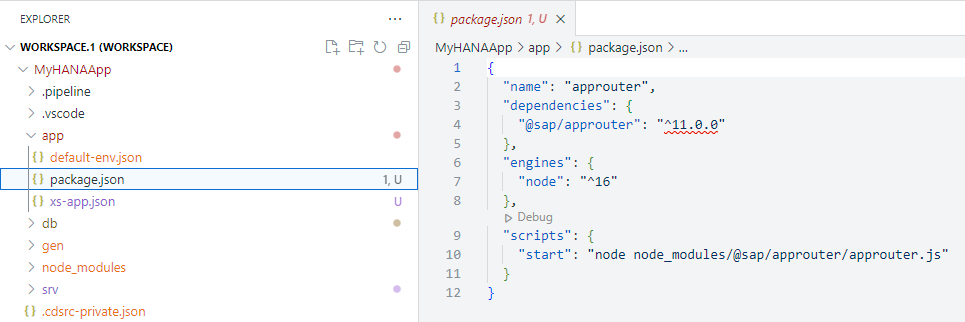 EXPLORER
WORKSPACE.1 (WORKSPACE)
MyHANAApp
.pipeline
.vscode
app
default-env.json
package.json 1, U
xs-app.json U
db
gen
node_modules
srv
.cdsrc-private.json
package.json 1, U
MyHANAApp > app > {} package.json > ...
1 {
2 "name": "approuter",
3 "dependencies": {
4 "@sap/approuter": "^11.0.0"
5 },
6 "engines": {
7 "node": "^16"
8 },
Debug
9 "scripts": {
10 "start": "node node_modules/@sap/approuter/approuter.js"
11 }
12 }